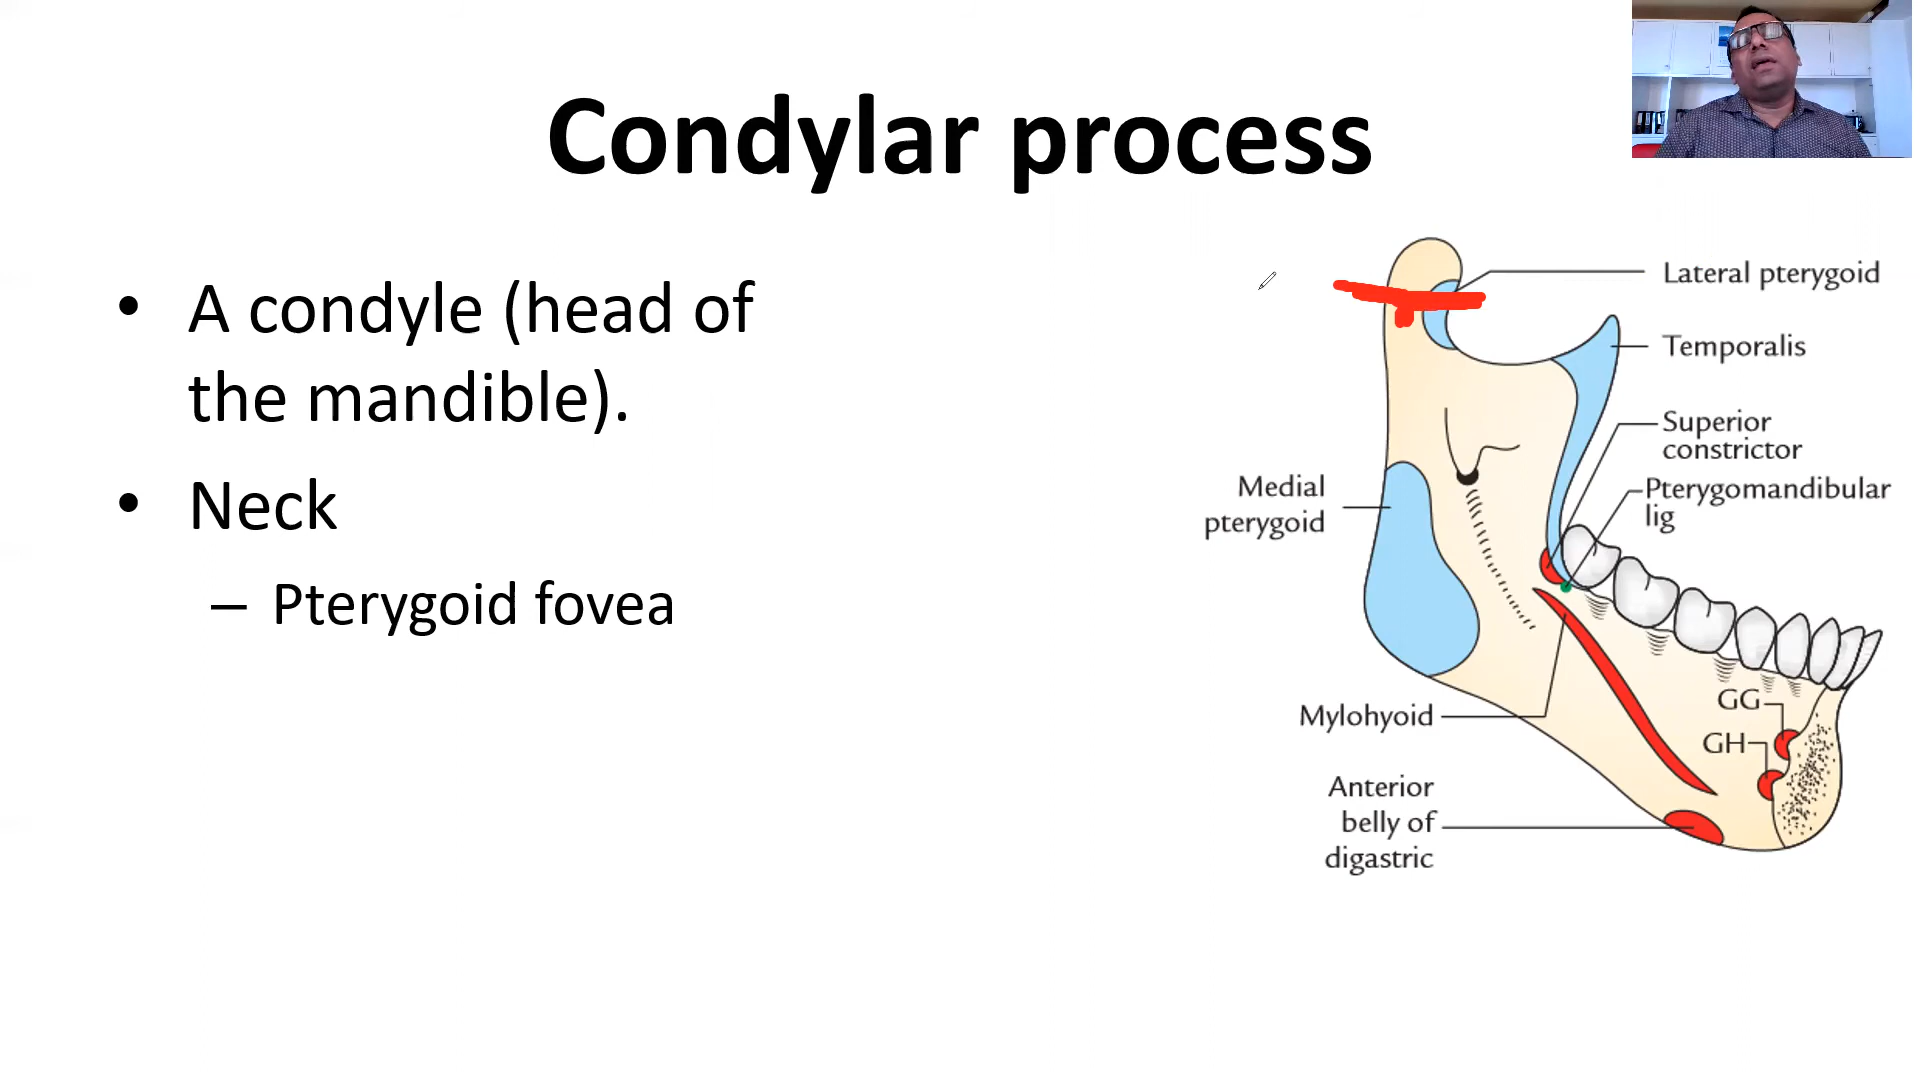 Condylar process
• A condyle (head of
the mandible).
• Neck
– Pterygoid fovea
Lateral pterygoid
Temporalis
Superior
constrictor
Pterygomandibular
lig
Medial
pterygoid
Mylohyoid
GG
GH
Anterior
belly of
digastric